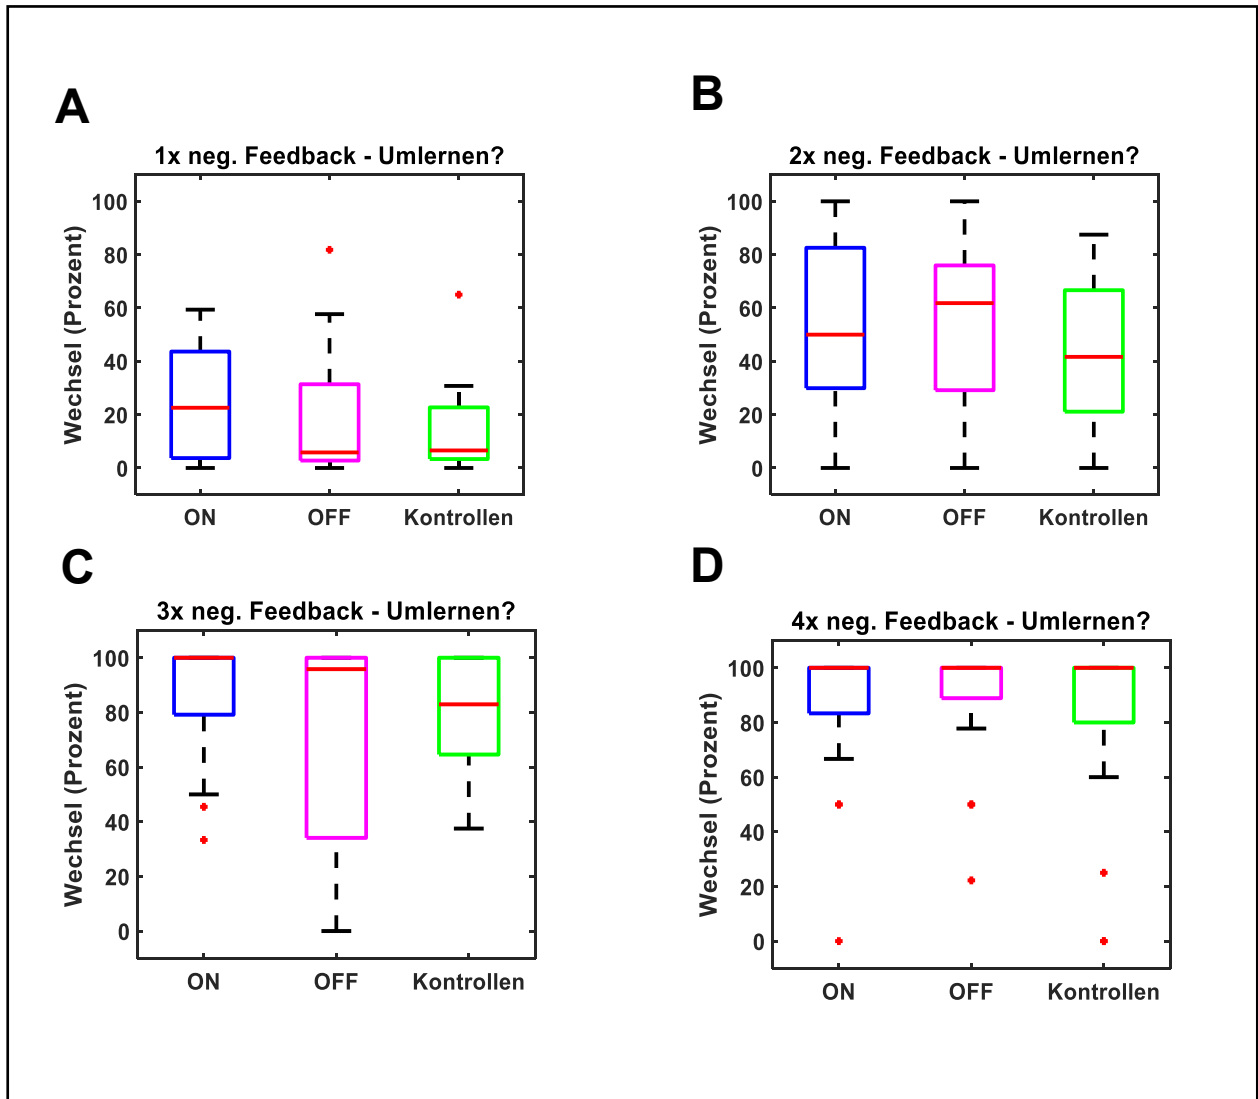 A
1x neg. Feedback - Umlernen?
Wechsel (Prozent)
100
80
60
40
20
0
ON OFF Kontrollen
B
2x neg. Feedback - Umlernen?
Wechsel (Prozent)
100
80
60
40
20
0
ON OFF Kontrollen
C
3x neg. Feedback - Umlernen?
Wechsel (Prozent)
100
80
60
40
20
0
ON OFF Kontrollen
D
4x neg. Feedback - Umlernen?
Wechsel (Prozent)
100
80
60
40
20
0
ON OFF Kontrollen